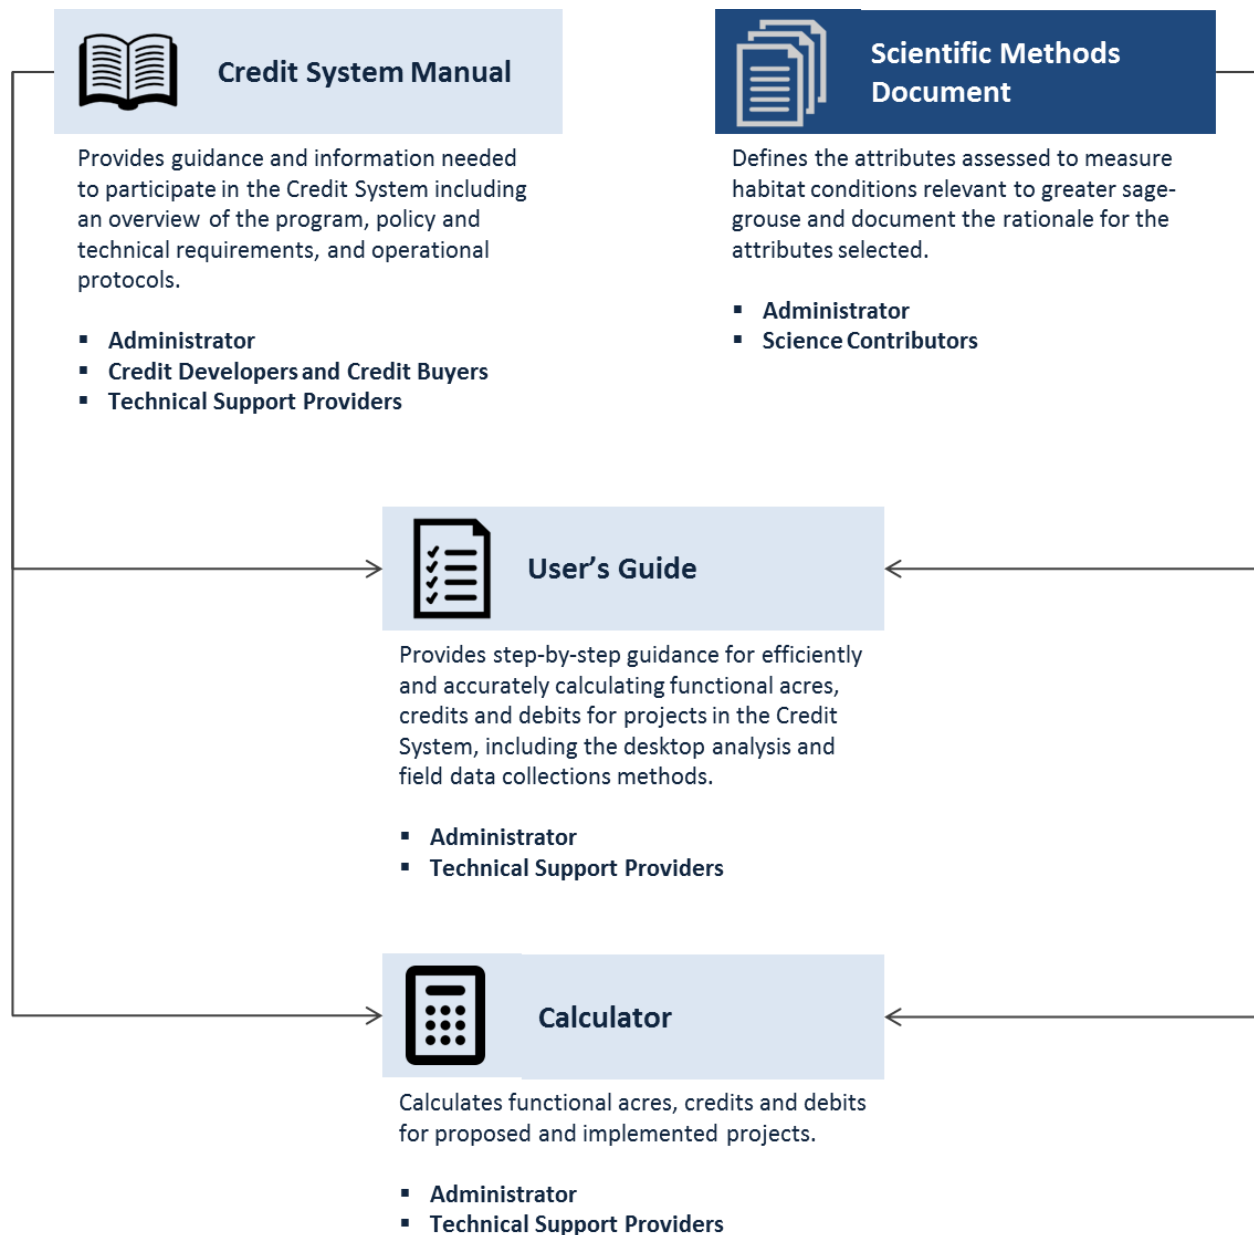 Credit System Manual
Provides guidance and information needed
to participate in the Credit System including
an overview of the program, policy and
technical requirements, and operational
protocols.
▪ Administrator
▪ Credit Developers and Credit Buyers
▪ Technical Support Providers
Scientific Methods
Document
Defines the attributes assessed to measure
habitat conditions relevant to greater sage-
grouse and document the rationale for the
attributes selected.
▪ Administrator
▪ Science Contributors
User’s Guide
Provides step-by-step guidance for efficiently
and accurately calculating functional acres,
credits and debits for projects in the Credit
System, including the desktop analysis and
field data collections methods.
▪ Administrator
▪ Technical Support Providers
Calculator
Calculates functional acres, credits and debits
for proposed and implemented projects.
▪ Administrator
▪ Technical Support Providers